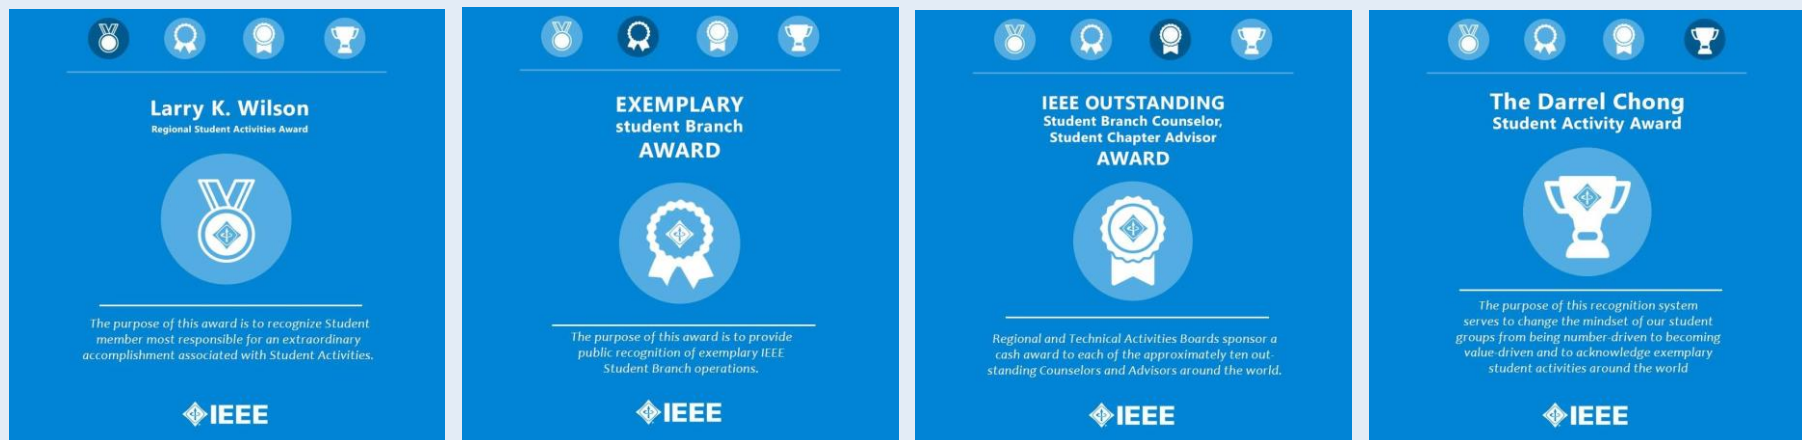 Larry K. Wilson
Regional Student Activities Award
The purpose of this award is to recognize Student
member most responsible for an extraordinary
accomplishment associated with Student Activities.
IEEE
EXEMPLARY
student Branch
AWARD
The purpose of this award is to provide
public recognition of exemplary IEEE
Student Branch operations.
IEEE
IEEE OUTSTANDING
Student Branch Counselor,
Student Chapter Advisor
AWARD
Regional and Technical Activities Boards sponsor a
cash award to each of the approximately ten out-
standing Counselors and Advisors around the world.
IEEE
The Darrel Chong
Student Activity Award
The purpose of this recognition system
serves to change the mindset of our student
groups from being number-driven to becoming
value-driven and to acknowledge exemplary
student activities around the world
IEEE